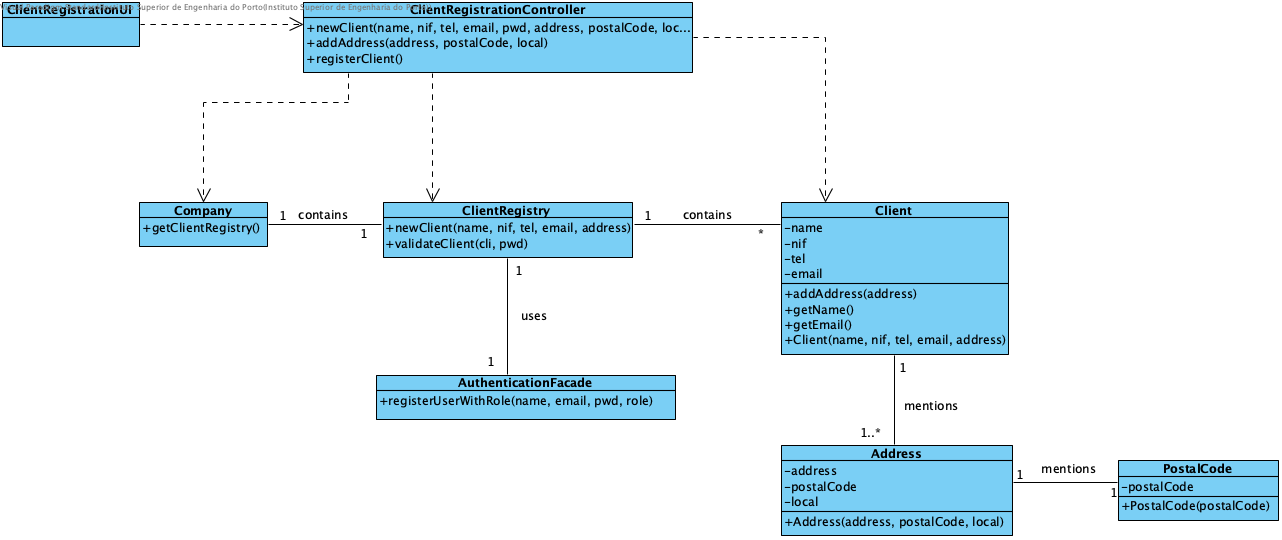 ClientRegistrationUI
Superior de Engenharia do Porto(Instituto Superior de Engenharia do
ClientRegistrationController
+newClient(name, nif, tel, email, pwd, address, postalCode, loc...
+addAddress(address, postalCode, local)
+registerClient()
Company
+getClientRegistry()
1 contains
1
ClientRegistry
+newClient(name, nif, tel, email, address)
+validateClient(cli, pwd)
1 contains
*
Client
-name
-nif
-tel
-email
+addAddress(address)
+getName()
+getEmail()
+Client(name, nif, tel, email, address)
1
uses
1
AuthenticationFacade
+registerUserWithRole(name, email, pwd, role)
1
mentions
1..*
Address
-address
-postalCode
-local
+Address(address, postalCode, local)
1 mentions
1
PostalCode
-postalCode
+PostalCode(postalCode)